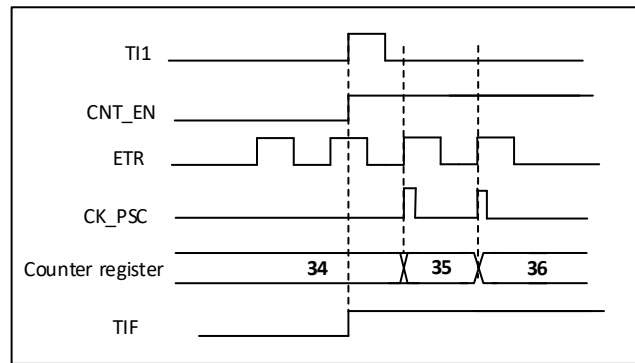 TI1
CNT_EN
ETR
CK_PSC
Counter register 34 35 36
TIF